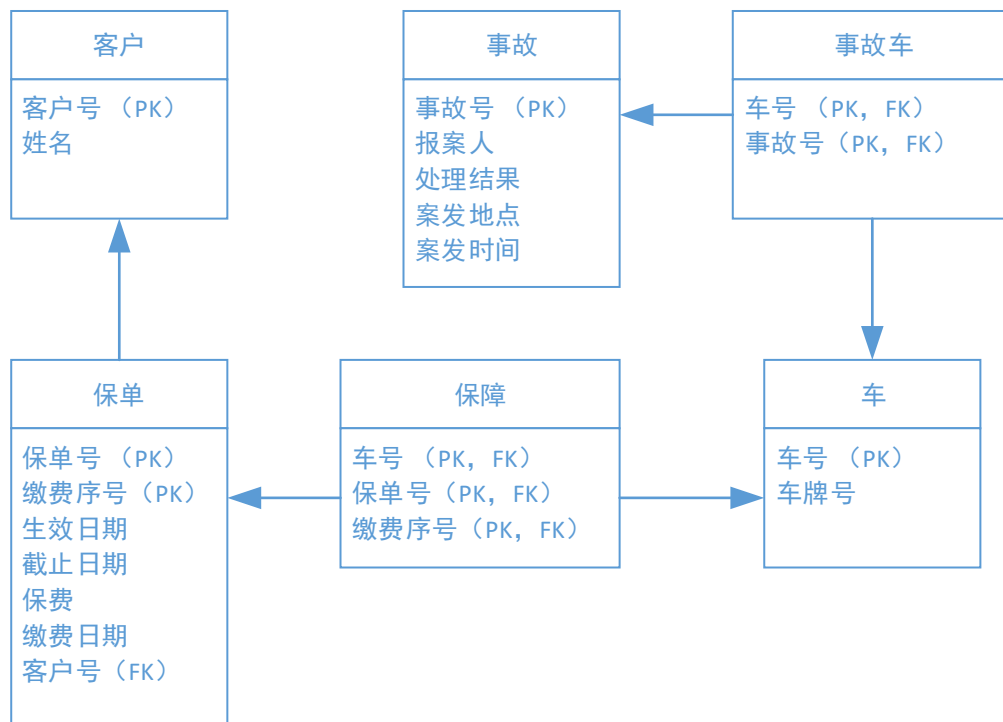 客户
客户号 （PK）
姓名
事故
事故号 （PK）
报案人
处理结果
案发地点
案发时间
事故车
车号 （PK，FK）
事故号（PK，FK）
保单
保单号 （PK）
缴费序号（PK）
生效日期
截止日期
保费
缴费日期
客户号（FK）
保障
车号 （PK，FK）
保单号（PK，FK）
缴费序号（PK，FK）
车
车号 （PK）
车牌号